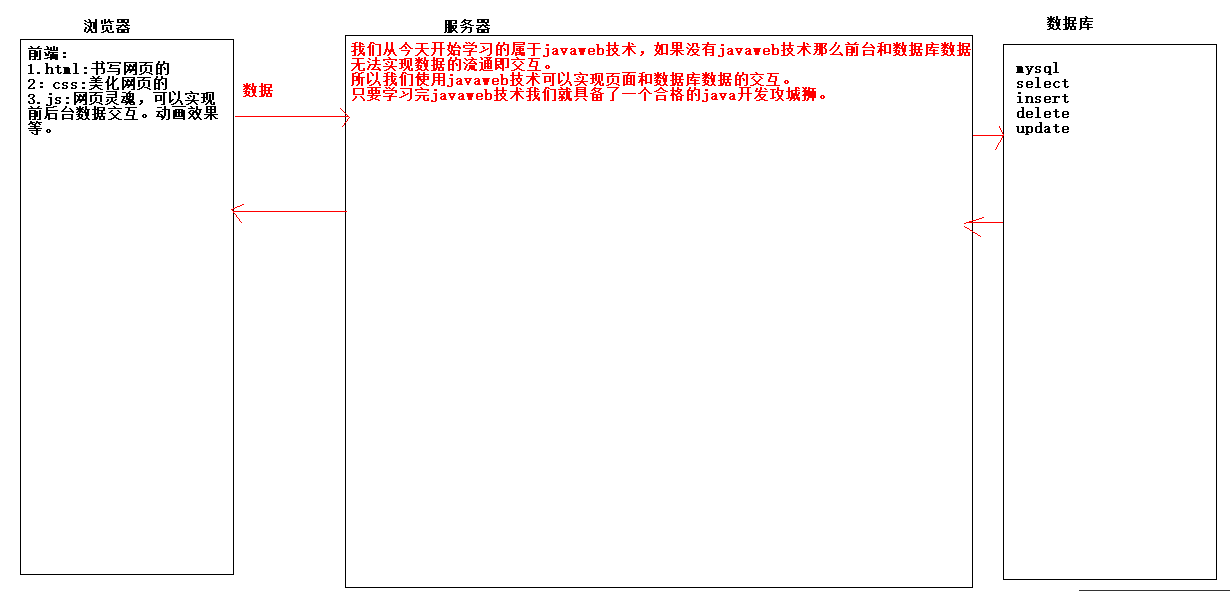 浏览器
前端:
1.html:书写网页的
2：css:美化网页的
3.js:网页灵魂，可以实现
前后台数据交互。动画效果
等。
数据
服务器
我们从今天开始学习的属于javaweb技术，如果没有javaweb技术那么前台和数据库数据
无法实现数据的流通即交互。
所以我们使用javaweb技术可以实现页面和数据库数据的交互。
只要学习完javaweb技术我们就具备了一个合格的java开发攻城狮。
数据库
mysql
select
insert
delete
update